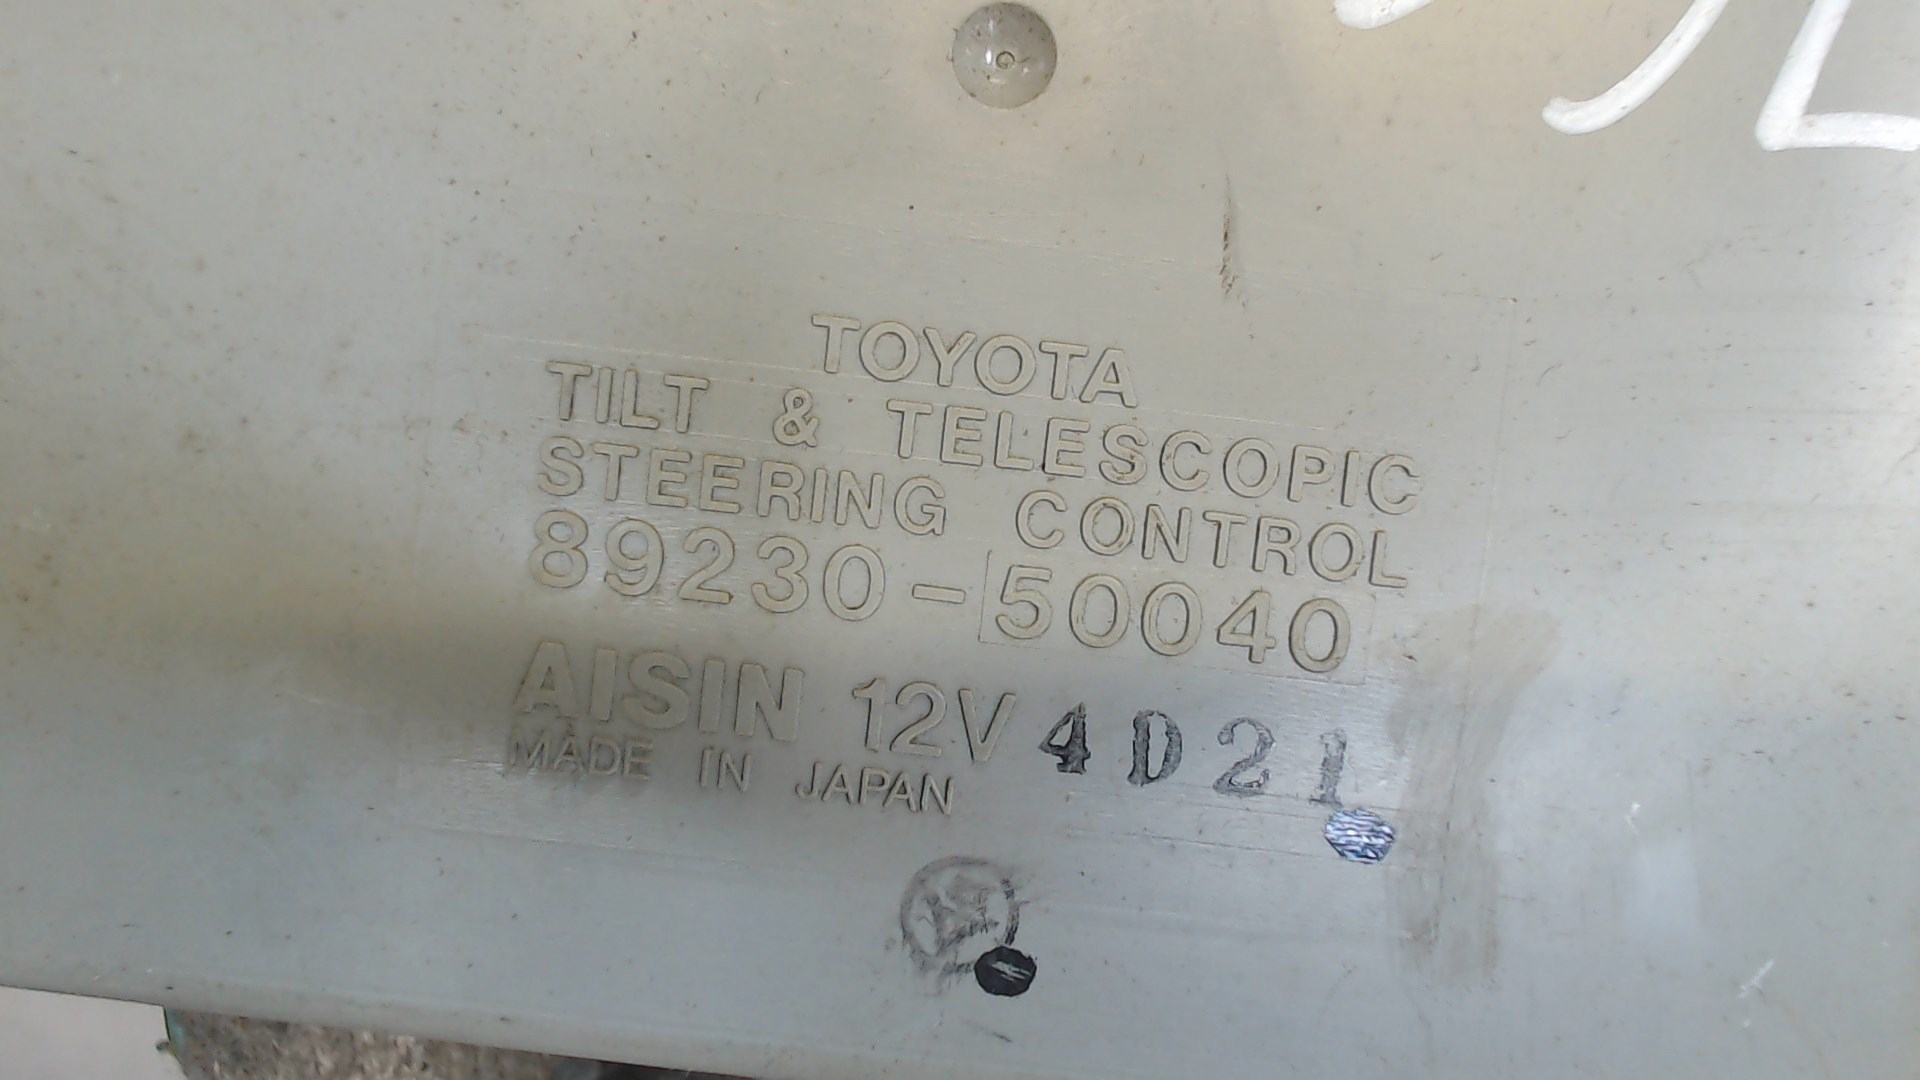 TOYOTA
TILT & TELESCOPIC
STEERING CONTROL
89230-50040
AISIN 12V 4D21
MADE IN JAPAN